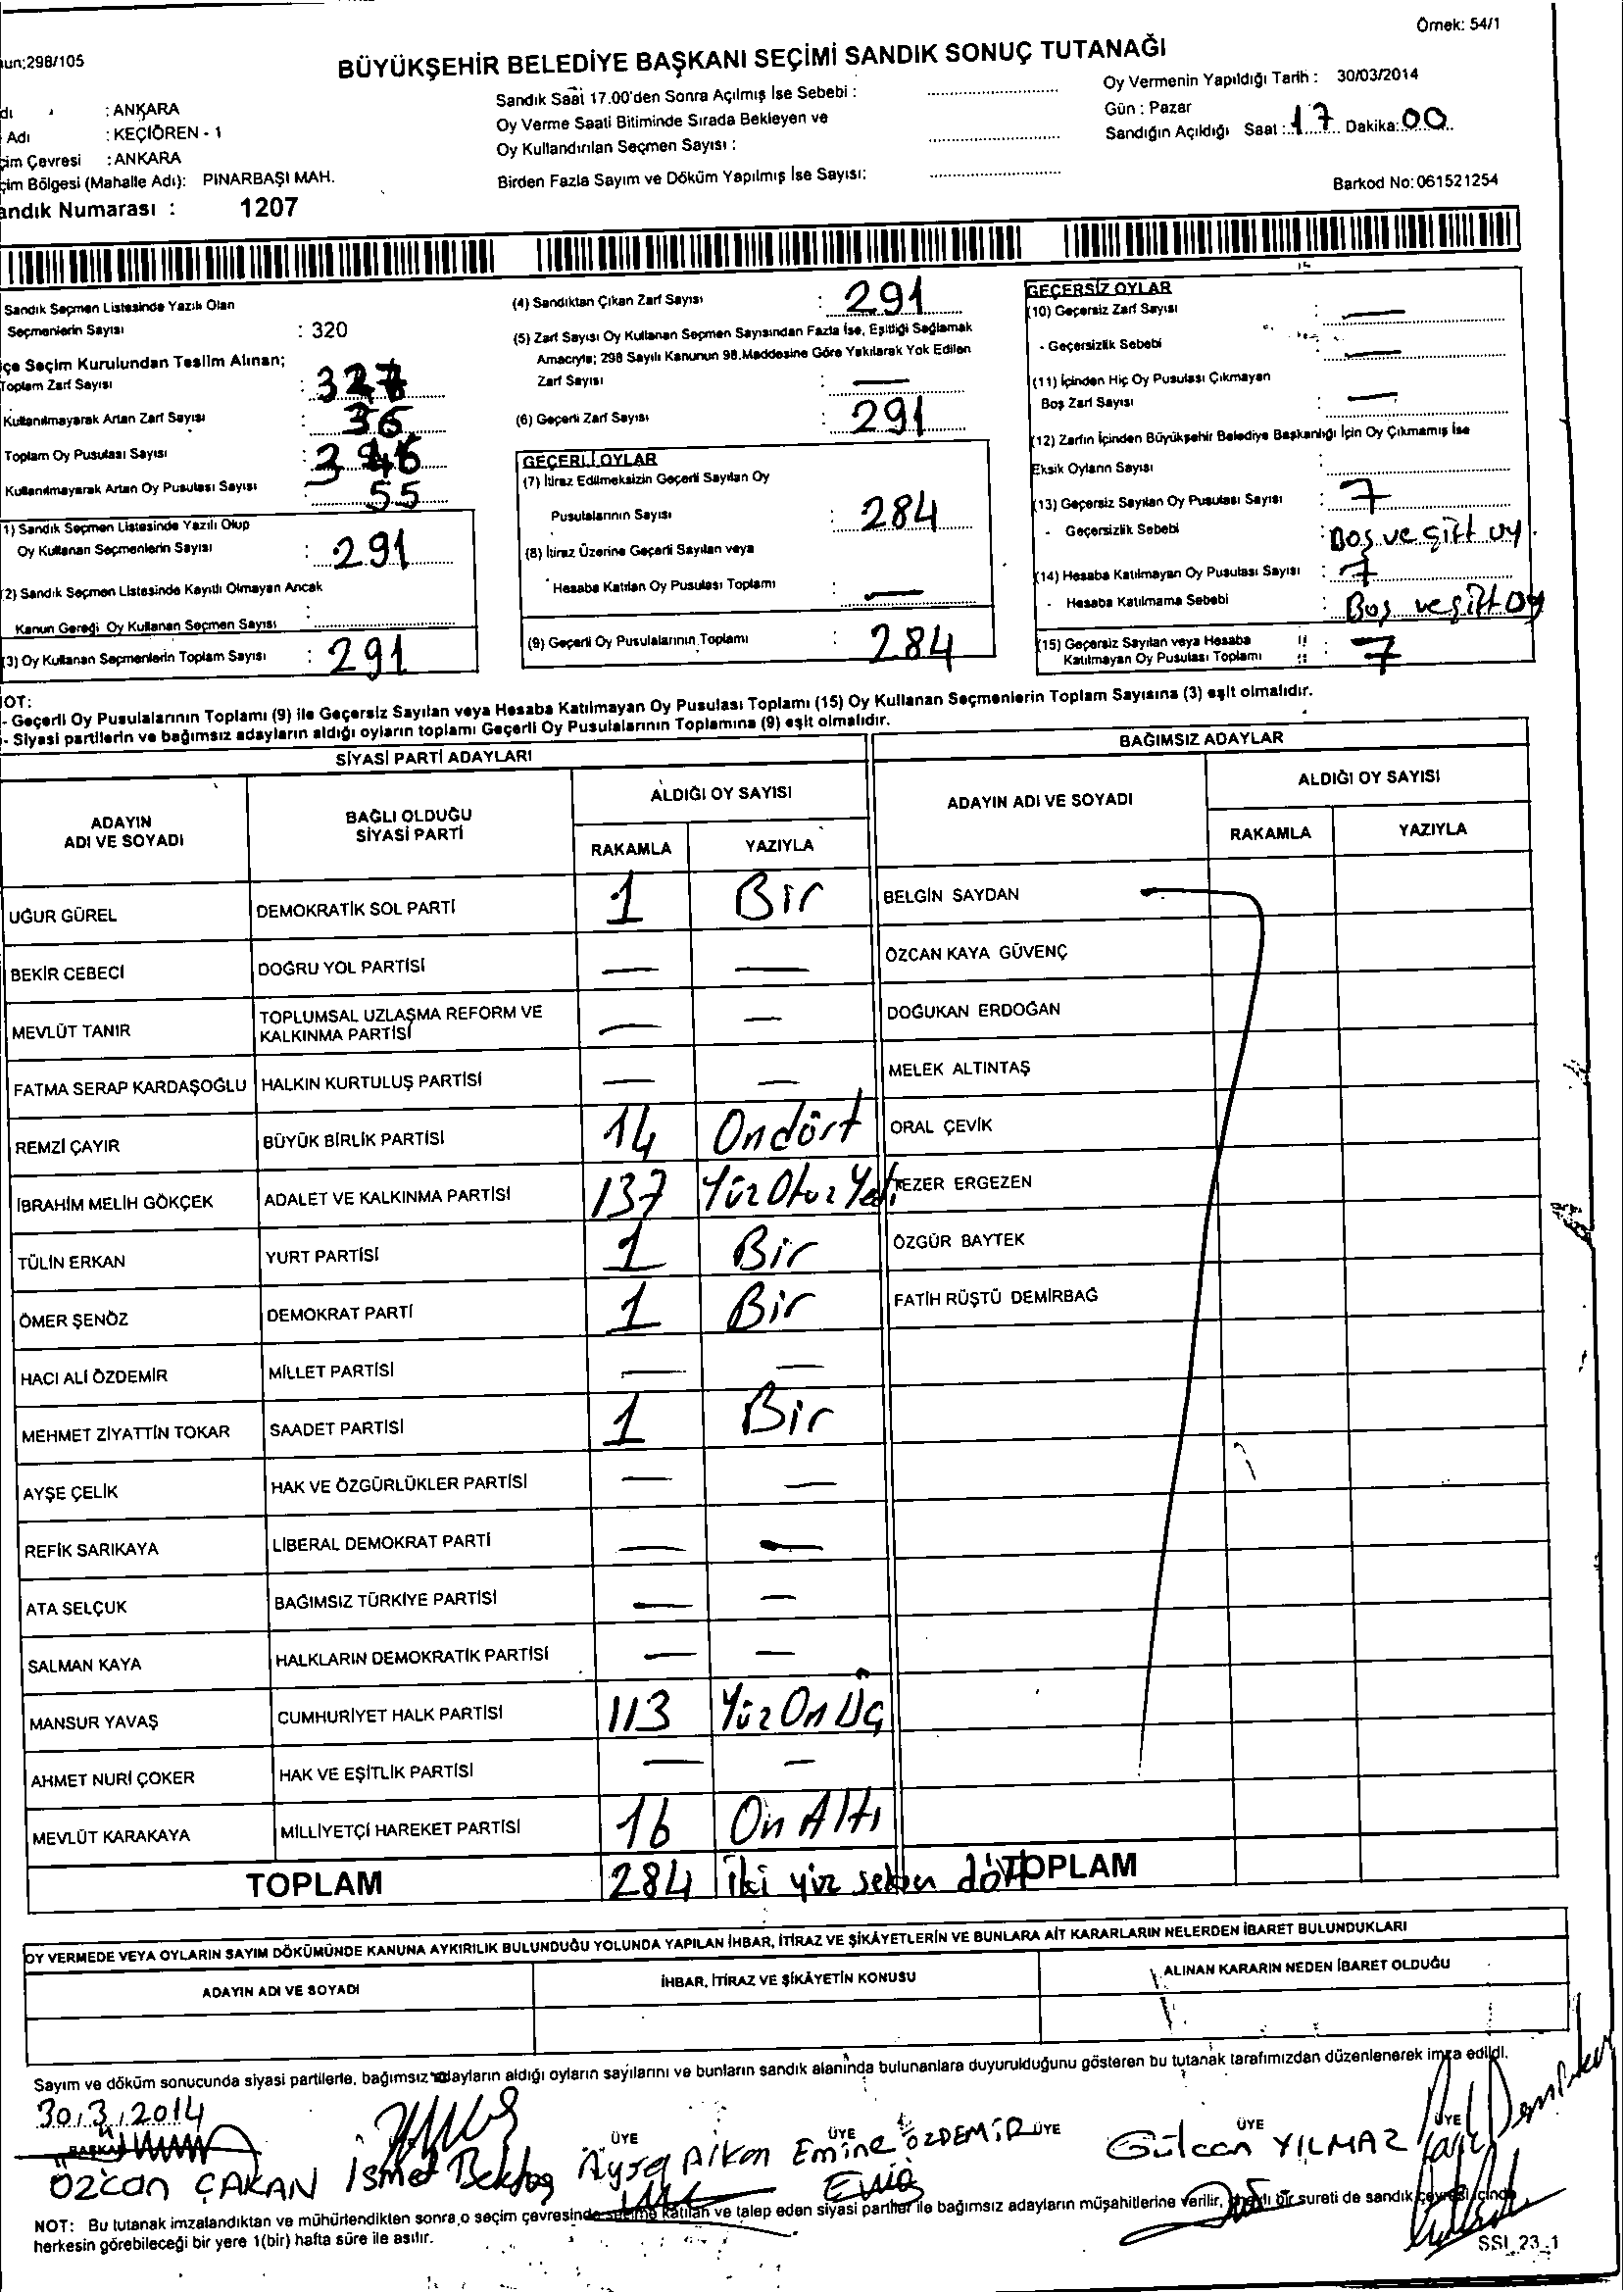 Örnek: 54/1
un:298/105
BÜYÜKŞEHİR BELEDİYE BAŞKANI SEÇİMİ SANDIK SONUÇ TUTANAĞI
dı : ANKARA
Adı : KEÇİÖREN - 1
çim Çevresi : ANKARA
çim Bölgesi (Mahalle Adı): PINARBAŞI MAH.
andık Numarası : 1207
Sandık Saat 17.00'den Sonra Açılmış İse Sebebi :
Oy Verme Saati Bitiminde Sırada Bekleyen ve
Oy Kullandırılan Seçmen Sayısı :
Birden Fazla Sayım ve Döküm Yapılmış İse Sayısı:
Oy Vermenin Yapıldığı Tarih : 30/03/2014
Gün : Pazar
Sandığın Açıldığı Saat : 17 Dakika: 00
Barkod No: 061521254
Sandık Seçmen Listesinde Yazılı Olan
Seçmenlerin Sayısı : 320
çe Seçim Kurulundan Teslim Alınan;
Toplam Zarf Sayısı : 327
Kullanılmayarak Artan Zarf Sayısı : 36
Toplam Oy Pusulası Sayısı : 346
Kullanılmayarak Artan Oy Pusulası Sayısı : 55
1) Sandık Seçmen Listesinde Yazılı Olup
Oy Kullanan Seçmenlerin Sayısı : 291
(2) Sandık Seçmen Listesinde Kayıtlı Olmayan Ancak
Kanun Gereği Oy Kullanan Seçmen Sayısı :
(3) Oy Kullanan Seçmenlerin Toplam Sayısı : 291
(4) Sandıktan Çıkan Zarf Sayısı : 291
(5) Zarf Sayısı Oy Kullanan Seçmen Sayısından Fazla İse, Eşitliği Sağlamak
Amacıyla; 298 Sayılı Kanunun 98.Maddesine Göre Yakılarak Yok Edilen
Zarf Sayısı : —
(6) Geçerli Zarf Sayısı : 291
GEÇERLİ OYLAR
(7) İtiraz Edilmeksizin Geçerli Sayılan Oy
Pusulalarının Sayısı : 284
(8) İtiraz Üzerine Geçerli Sayılan veya
Hesaba Katılan Oy Pusulası Toplamı : —
(9) Geçerli Oy Pusulalarının Toplamı : 284
GEÇERSİZ OYLAR
(10) Geçersiz Zarf Sayısı : —
- Geçersizlik Sebebi : —
(11) İçinden Hiç Oy Pusulası Çıkmayan
Boş Zarf Sayısı : —
(12) Zarfın İçinden Büyükşehir Belediye Başkanlığı İçin Oy Çıkmamış İse
Eksik Oyların Sayısı :
(13) Geçersiz Sayılan Oy Pusulası Sayısı : 7
- Geçersizlik Sebebi : Boş ve Çift oy
(14) Hesaba Katılmayan Oy Pusulası Sayısı : 7
- Hesaba Katılmama Sebebi : Boş ve çift oy
(15) Geçersiz Sayılan veya Hesaba
Katılmayan Oy Pusulası Toplamı : 7
NOT:
- Geçerli Oy Pusulalarının Toplamı (9) ile Geçersiz Sayılan veya Hesaba Katılmayan Oy Pusulası Toplamı (15) Oy Kullanan Seçmenlerin Toplam Sayısına (3) eşit olmalıdır.
- Siyasi partilerin ve bağımsız adayların aldığı oyların toplamı Geçerli Oy Pusulalarının Toplamına (9) eşit olmalıdır.
SİYASİ PARTİ ADAYLARI
ADAYIN ADI VE SOYADI
BAĞLI OLDUĞU SİYASİ PARTİ
ALDIĞI OY SAYISI
RAKAMLA YAZIYLA
UĞUR GÜREL DEMOKRATİK SOL PARTİ 1 Bir
BEKİR CEBECİ DOĞRU YOL PARTİSİ — —
MEVLÜT TANIR TOPLUMSAL UZLAŞMA REFORM VE KALKINMA PARTİSİ — —
FATMA SERAP KARDAŞOĞLU HALKIN KURTULUŞ PARTİSİ — —
REMZİ ÇAYIR BÜYÜK BİRLİK PARTİSİ 14 Ondört
İBRAHİM MELİH GÖKÇEK ADALET VE KALKINMA PARTİSİ 137 Yüz Otuz Yedi
TÜLİN ERKAN YURT PARTİSİ 1 Bir
ÖMER ŞENÖZ DEMOKRAT PARTİ 1 Bir
HACI ALİ ÖZDEMİR MİLLET PARTİSİ — —
MEHMET ZİYATTİN TOKAR SAADET PARTİSİ 1 Bir
AYŞE ÇELİK HAK VE ÖZGÜRLÜKLER PARTİSİ — —
REFİK SARIKAYA LİBERAL DEMOKRAT PARTİ — —
ATA SELÇUK BAĞIMSIZ TÜRKİYE PARTİSİ — —
SALMAN KAYA HALKLARIN DEMOKRATİK PARTİSİ — —
MANSUR YAVAŞ CUMHURİYET HALK PARTİSİ 113 Yüz On Üç
AHMET NURİ ÇOKER HAK VE EŞİTLİK PARTİSİ — —
MEVLÜT KARAKAYA MİLLİYETÇİ HAREKET PARTİSİ 16 On Altı
TOPLAM 284 İki yüz seksen dört
BAĞIMSIZ ADAYLAR
ADAYIN ADI VE SOYADI
ALDIĞI OY SAYISI
RAKAMLA YAZIYLA
BELGİN SAYDAN
ÖZCAN KAYA GÜVENÇ
DOĞUKAN ERDOĞAN
MELEK ALTINTAŞ
ORAL ÇEVİK
TEZER ERGEZEN
ÖZGÜR BAYTEK
FATİH RÜŞTÜ DEMİRBAĞ
TOPLAM
OY VERMEDE VEYA OYLARIN SAYIM DÖKÜMÜNDE KANUNA AYKIRILIK BULUNDUĞU YOLUNDA YAPILAN İHBAR, İTİRAZ VE ŞİKÂYETLERİN VE BUNLARA AİT KARARLARIN NELERDEN İBARET BULUNDUKLARI
ADAYIN ADI VE SOYADI İHBAR, İTİRAZ VE ŞİKÂYETİN KONUSU ALINAN KARARIN NEDEN İBARET OLDUĞU
Sayım ve döküm sonucunda siyasi partilerle, bağımsız adayların aldığı oyların sayılarını ve bunların sandık alanında bulunanlara duyurulduğunu gösteren bu tutanak tarafımızdan düzenlenerek imza edildi.
30/3/2014
BAŞKAN ÜYE ÜYE ÜYE ÜYE ÜYE
Özcan ÇAKAN İsmet Bektaş Aysel Alkan Emine ÖZDEMİR Gülcan YILMAZ
NOT: Bu tutanak imzalandıktan ve mühürlendikten sonra,o seçim çevresinde seçime katılan ve talep eden siyasi partiler ile bağımsız adayların müşahitlerine verilir, onaylı bir sureti de sandık çevresi içinde
herkesin görebileceği bir yere 1(bir) hafta süre ile asılır.
SSI_23_1